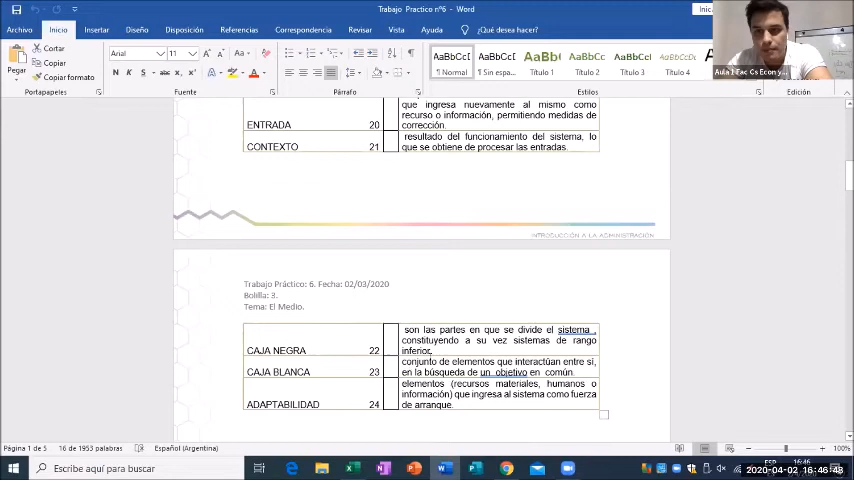 Trabajo Practico nº6 - Word
Inic
Archivo Inicio Insertar Diseño Disposición Referencias Correspondencia Revisar Vista Ayuda ¿Qué desea hacer?
Pegar
Cortar
Copiar
Copiar formato
Portapapeles
Arial 11
Fuente
Párrafo
AaBbCcD AaBbCcD AaBbC AaBbCc AaBbCcI AaBbCcD
¶ Normal ¶ Sin espa... Título 1 Título 2 Título 3 Título 4
Estilos
Edición
Aula 1 Fac Cs Econ y...
que ingresa nuevamente al mismo como
recurso o información, permitiendo medidas de
ENTRADA 20 corrección.
resultado del funcionamiento del sistema, lo
CONTEXTO 21 que se obtiene de procesar las entradas.
INTRODUCCIÓN A LA ADMINISTRACIÓN
Trabajo Práctico: 6. Fecha: 02/03/2020
Bolilla: 3.
Tema: El Medio.
son las partes en que se divide el sistema ,
constituyendo a su vez sistemas de rango
CAJA NEGRA 22 inferior.
conjunto de elementos que interactúan entre sí,
CAJA BLANCA 23 en la búsqueda de un objetivo en común.
elementos (recursos materiales, humanos o
información) que ingresa al sistema como fuerza
ADAPTABILIDAD 24 de arranque.
Página 1 de 5 16 de 1953 palabras Español (Argentina) 100%
Escribe aquí para buscar
ESP 16:46
2020-04-02 16:46:48